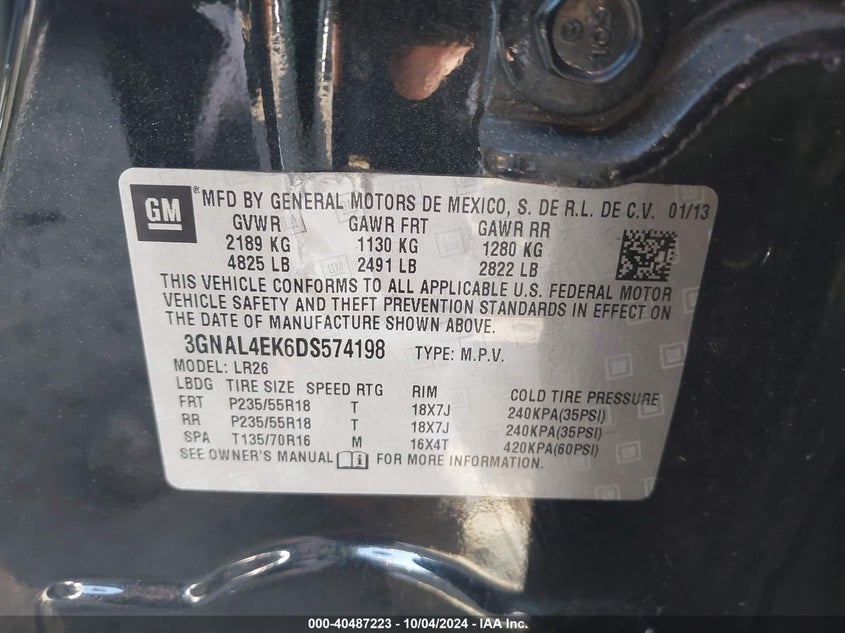 105
GM
® MFD BY GENERAL MOTORS DE MEXICO, S. DE R.L. DE C.V. 01/13
GVWR GAWR FRT GAWR RR
2189 KG 1130 KG 1280 KG
4825 LB 2491 LB 2822 LB
THIS VEHICLE CONFORMS TO ALL APPLICABLE U.S. FEDERAL MOTOR
VEHICLE SAFETY AND THEFT PREVENTION STANDARDS IN EFFECT ON
THE DATE OF MANUFACTURE SHOWN ABOVE.
3GNAL4EK6DS574198 TYPE: M.P.V.
MODEL: LR26
LBDG TIRE SIZE SPEED RTG RIM COLD TIRE PRESSURE
FRT P235/55R18 T 18X7J 240KPA(35PSI)
RR P235/55R18 T 18X7J 240KPA(35PSI)
SPA T135/70R16 M 16X4T 420KPA(60PSI)
SEE OWNER'S MANUAL FOR MORE INFORMATION.
000-40487223 - 10/04/2024 - IAA Inc.